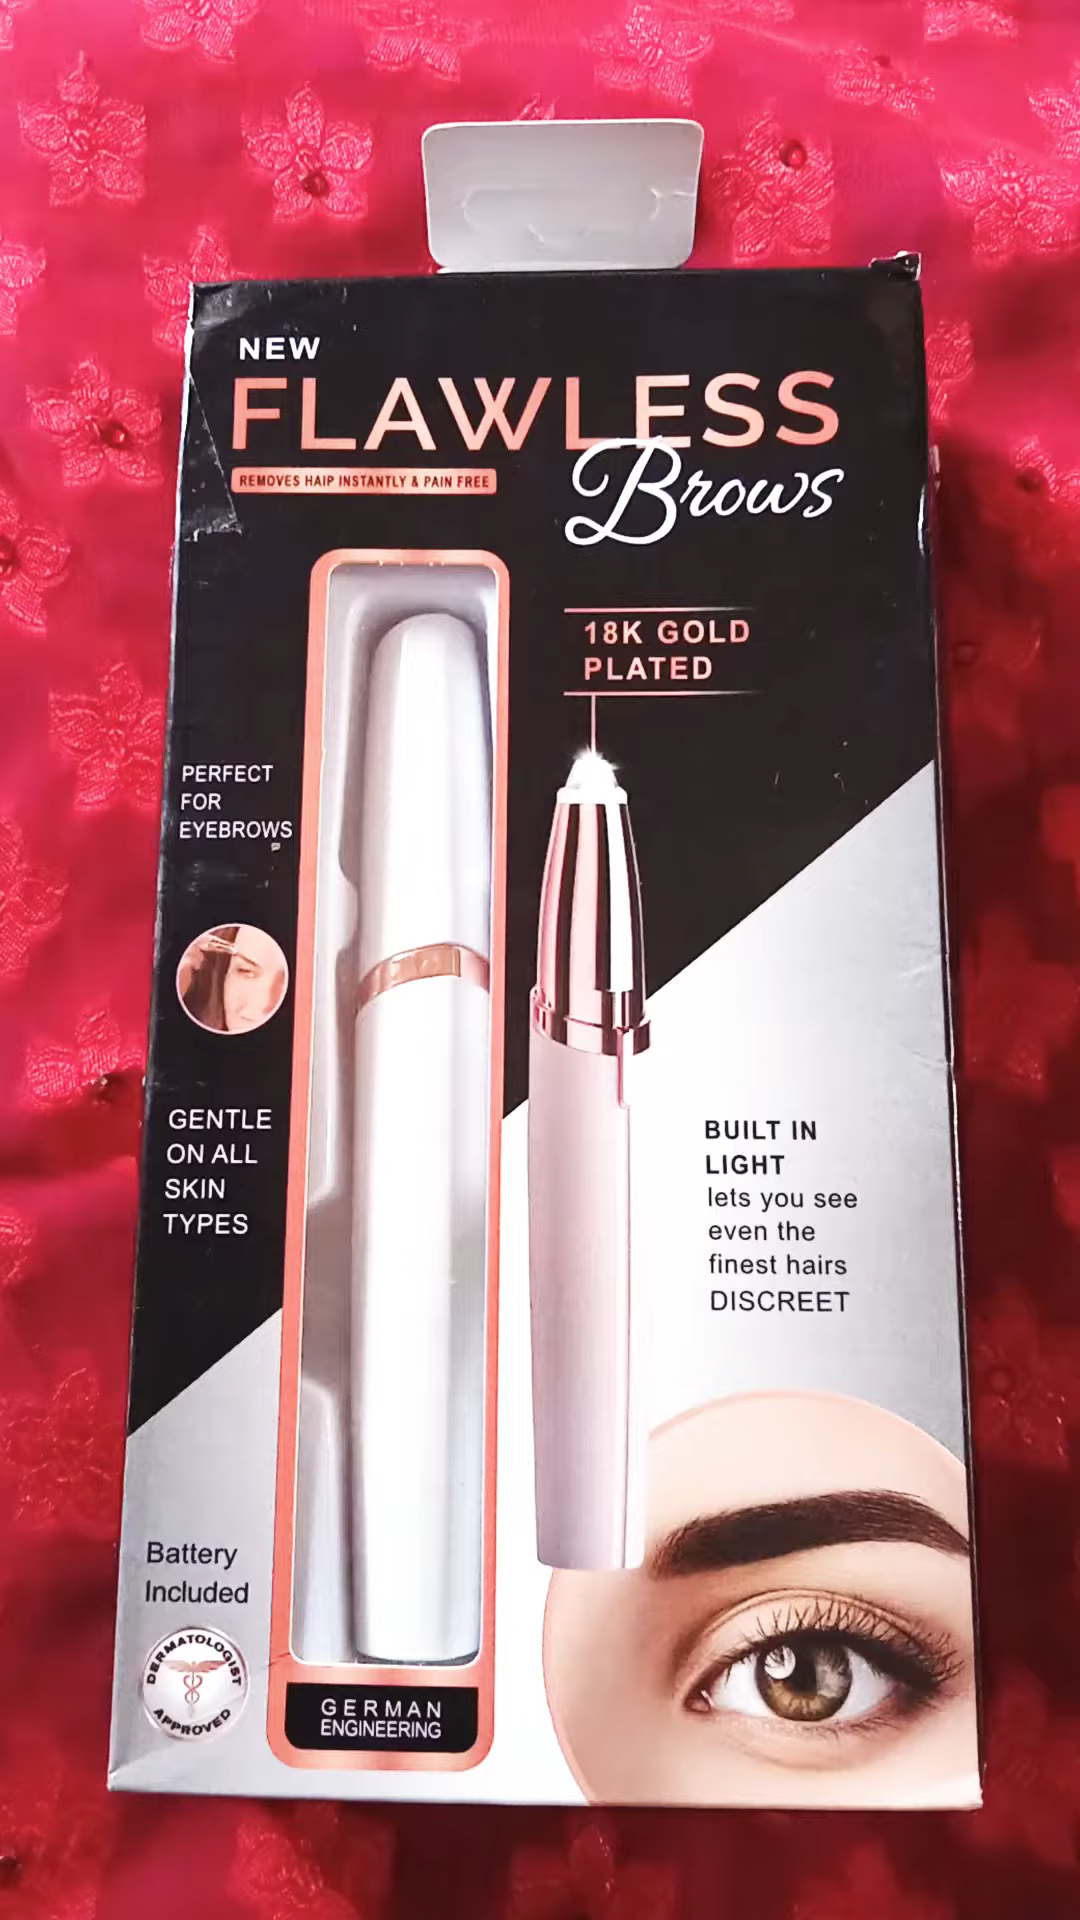 NEW
FLAWLESS
Brows
REMOVES HAIP INSTANTLY & PAIN FREE
18K GOLD
PLATED
PERFECT
FOR
EYEBROWS
GENTLE
ON ALL
SKIN
TYPES
BUILT IN
LIGHT
lets you see
even the
finest hairs
DISCREET
Battery
Included
DERMATOLOGIST
APPROVED
GERMAN
ENGINEERING